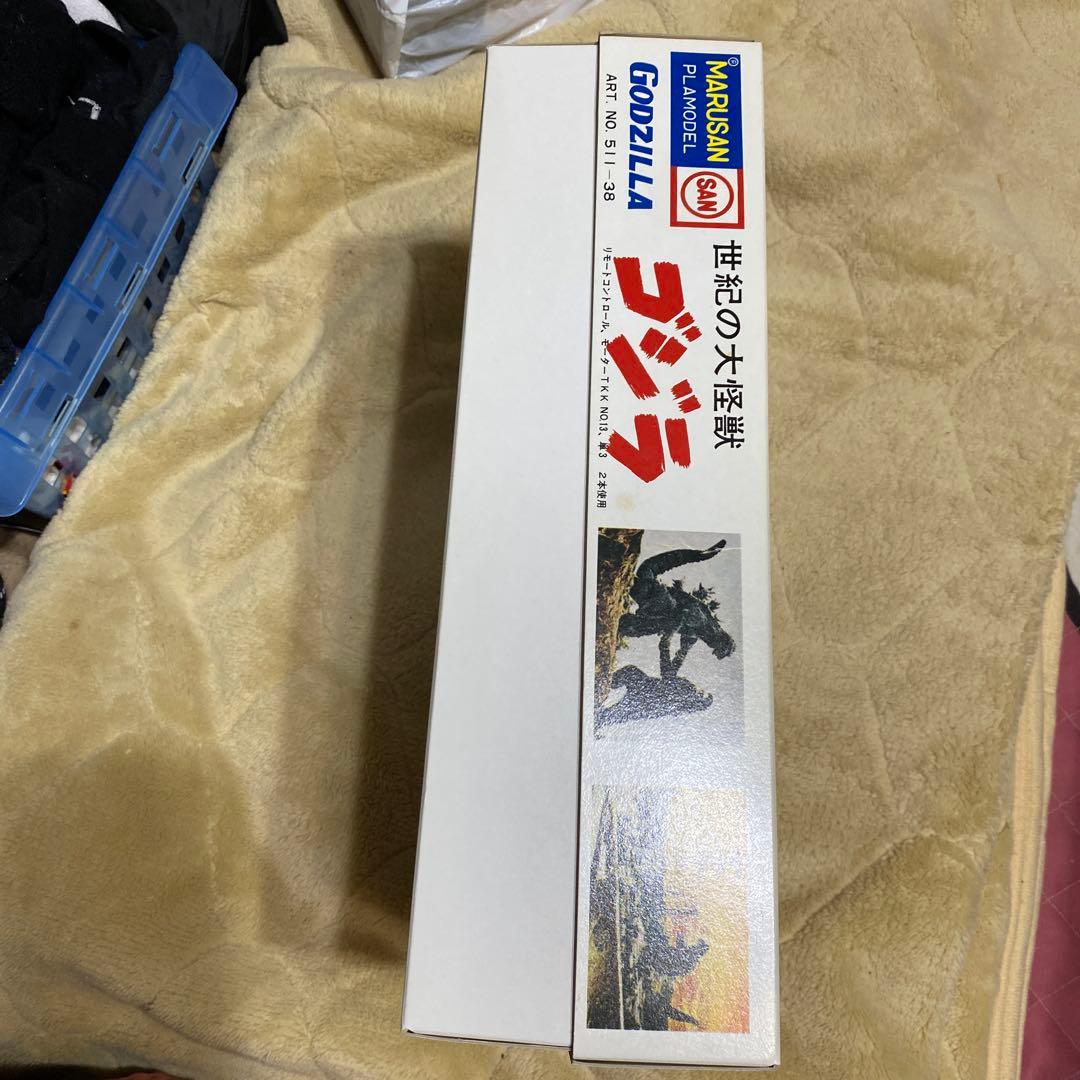 MARUSAN
PLAMODEL
SAN
GODZILLA
ART. NO. 511-38
世紀の大怪獣
ゴジラ
リモートコントロール、モーターTKK NO.13、単3 2本使用